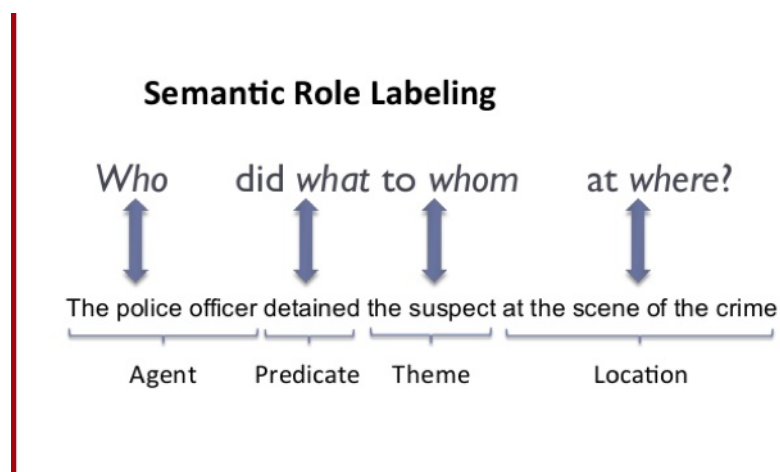 Semantic Role Labeling
Who did what to whom at where?
The police officer detained the suspect at the scene of the crime
Agent Predicate Theme Location